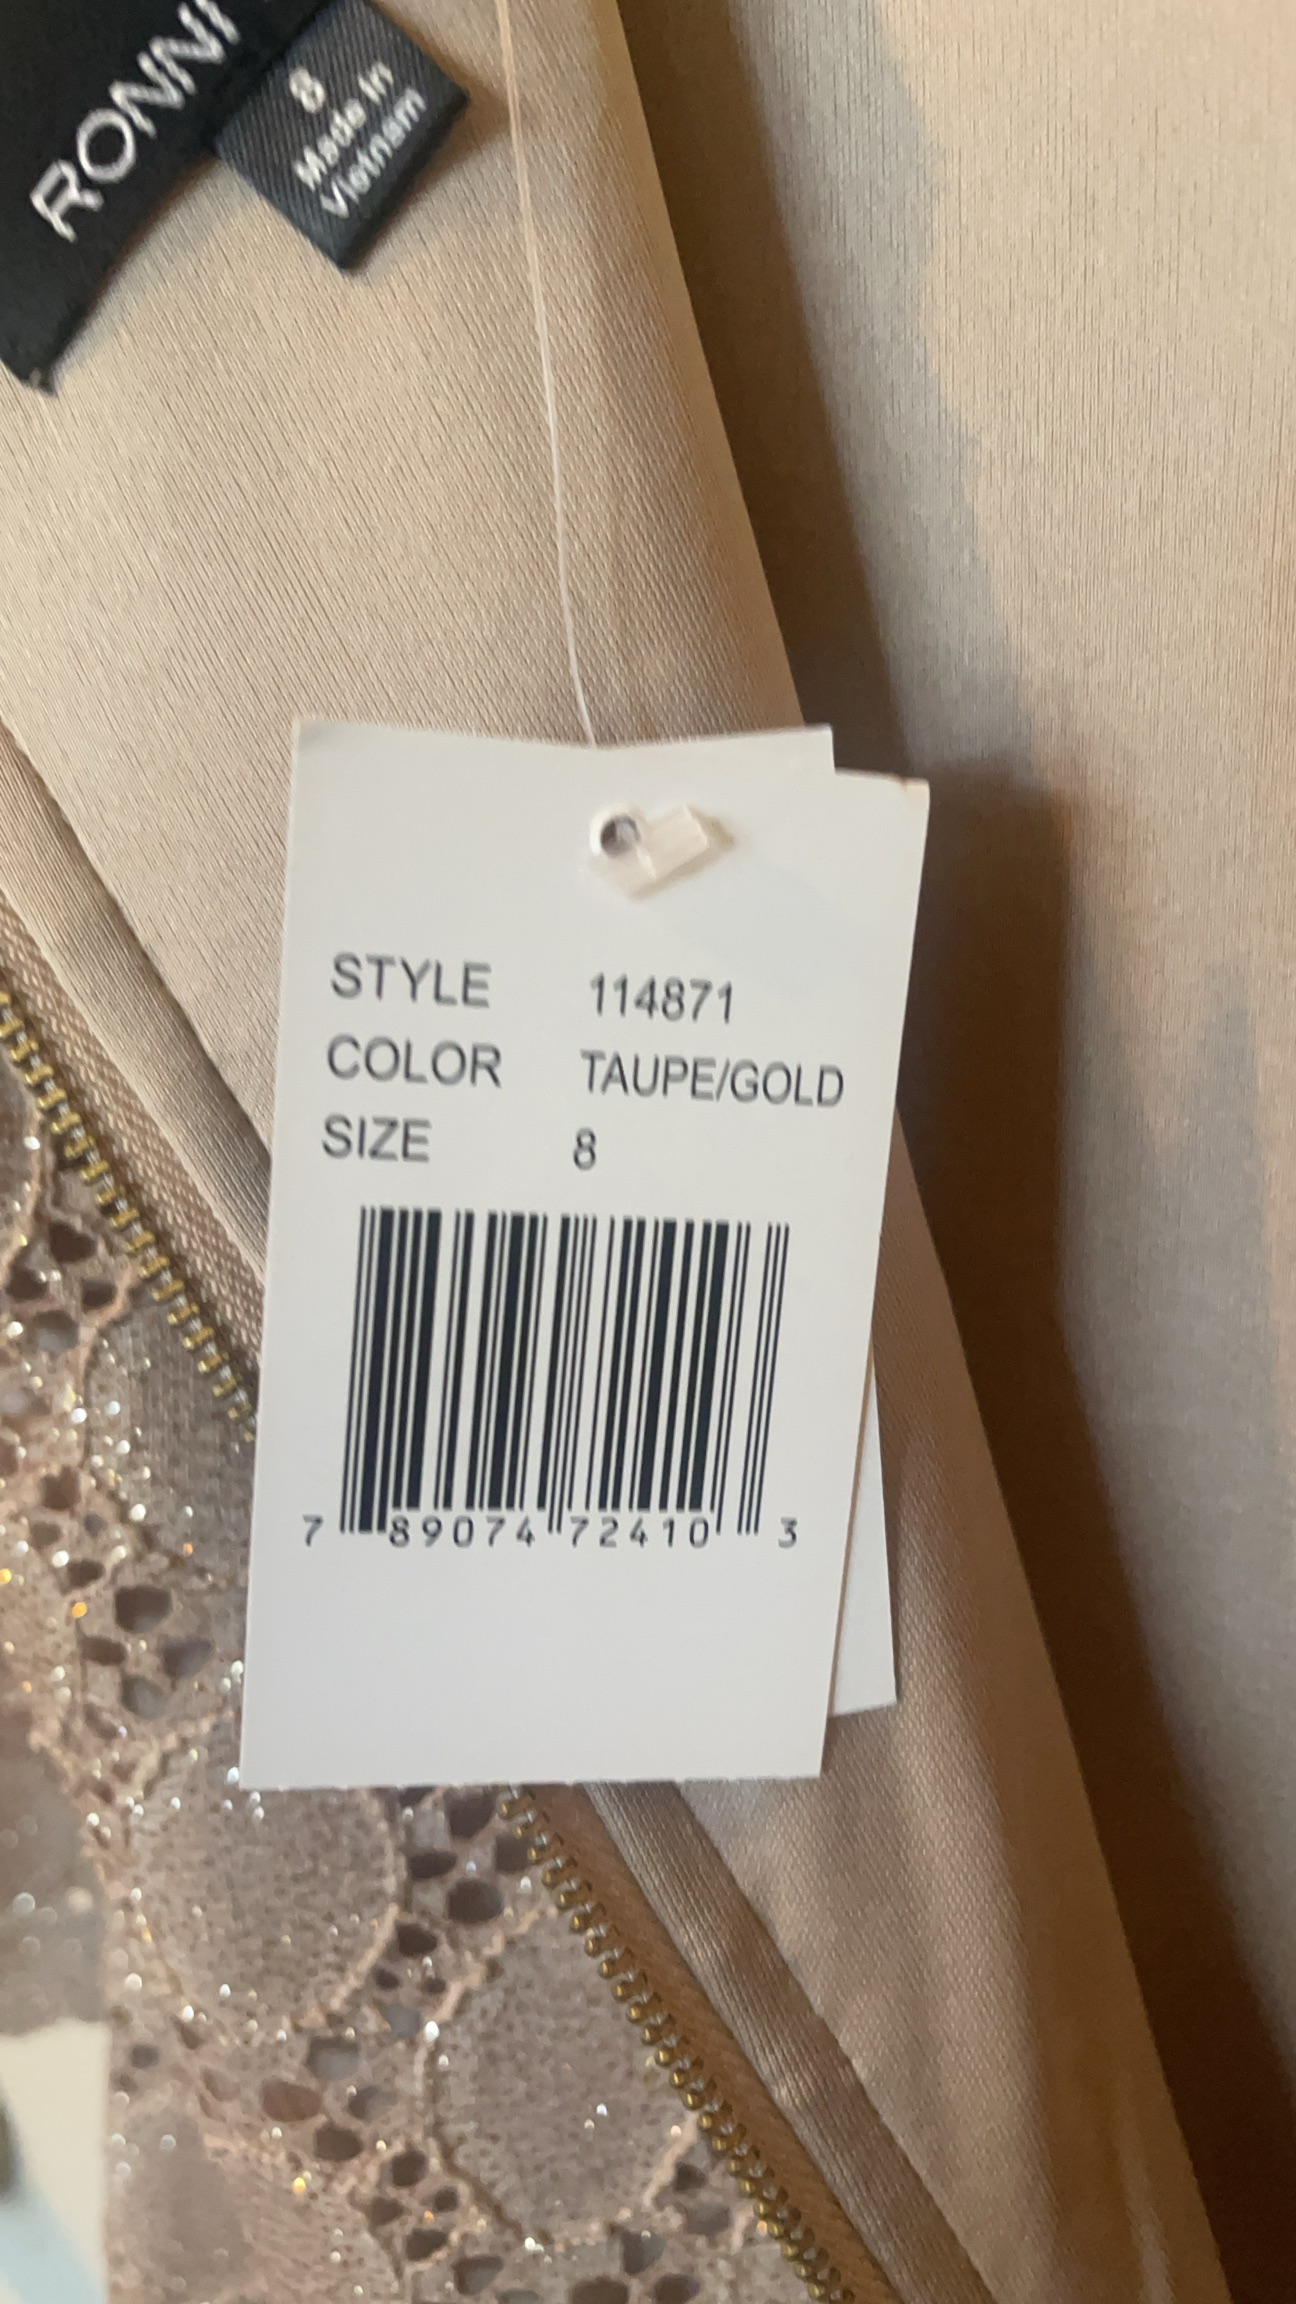 RONNI
8
Made in
Vietnam
STYLE 114871
COLOR TAUPE/GOLD
SIZE 8
7 89074 72410 3